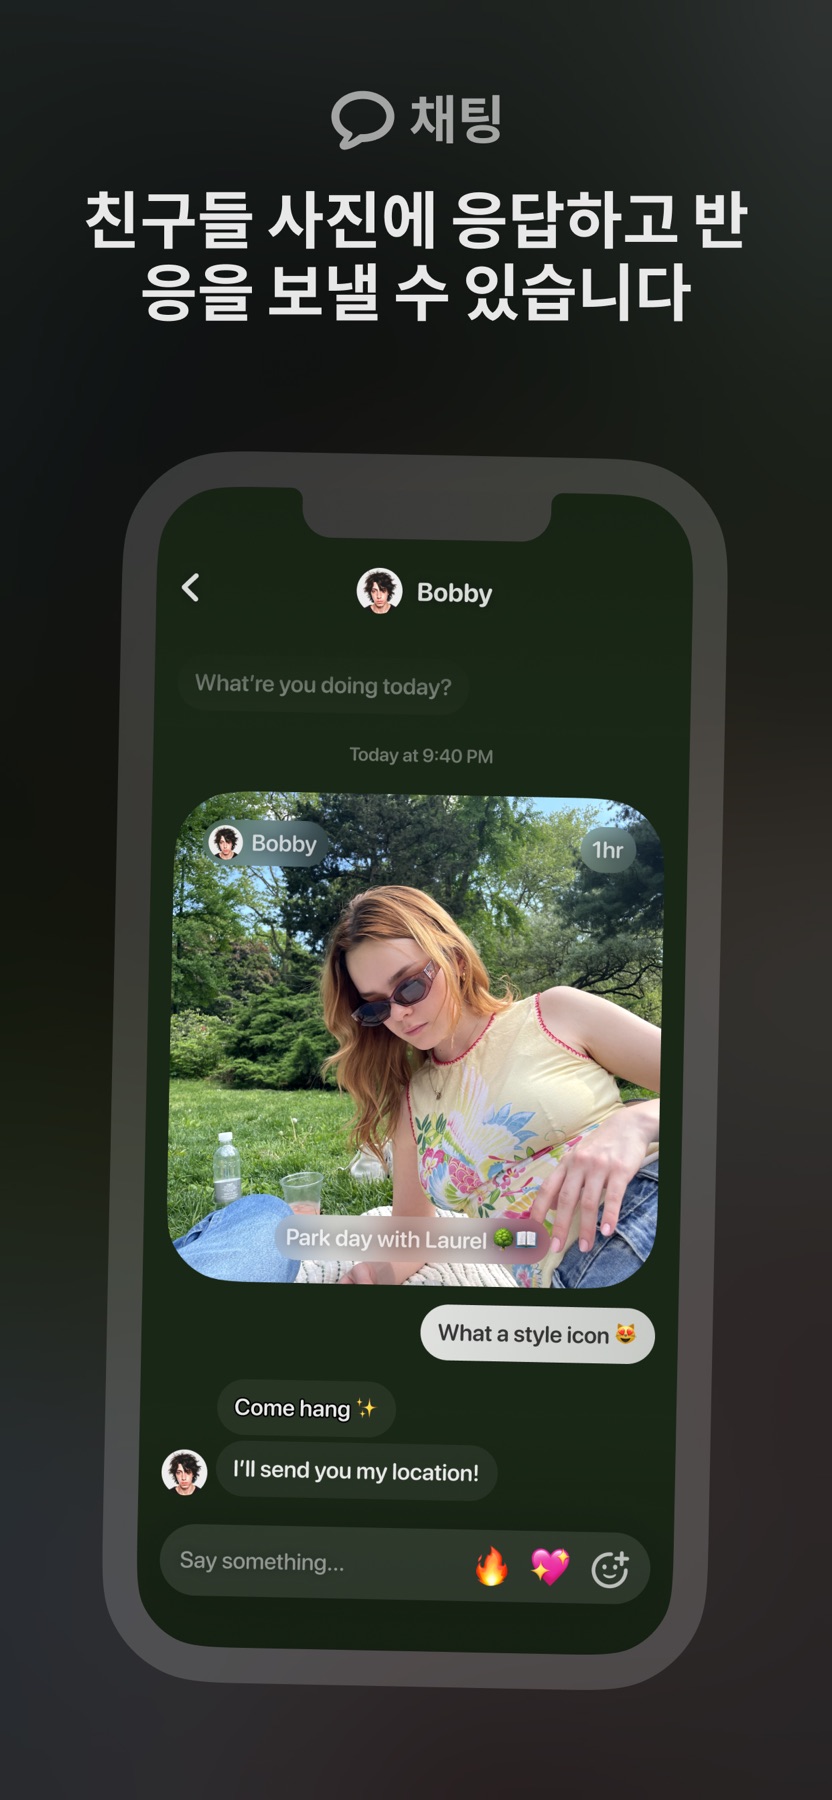 채팅
친구들 사진에 응답하고 반
응을 보낼 수 있습니다
Bobby
What're you doing today?
Today at 9:40 PM
Bobby
1hr
Park day with Laurel 🌳📖
What a style icon 😻
Come hang ✨
I'll send you my location!
Say something...